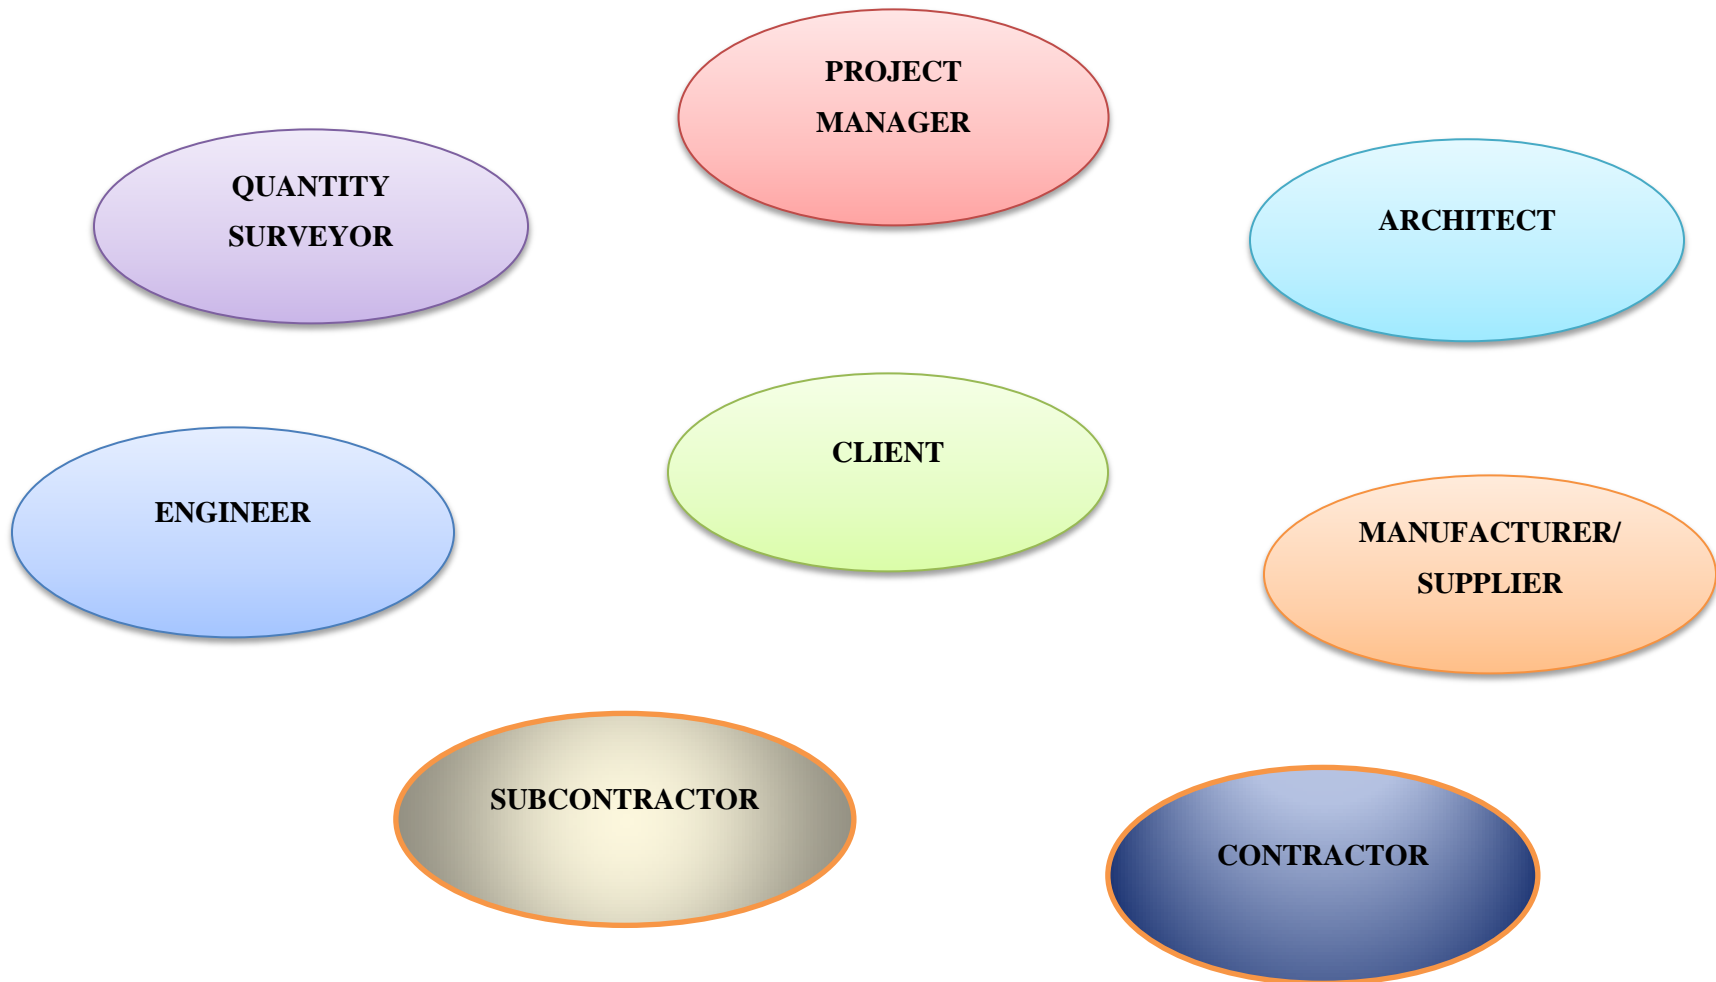 PROJECT
MANAGER
QUANTITY
SURVEYOR
ARCHITECT
CLIENT
ENGINEER
MANUFACTURER/
SUPPLIER
SUBCONTRACTOR
CONTRACTOR